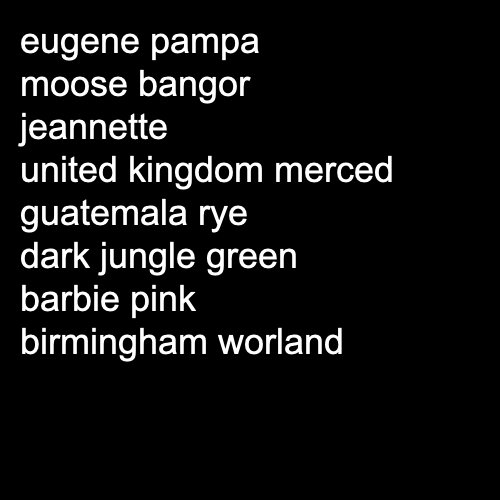 eugene pampa
moose bangor
jeannette
united kingdom merced
guatemala rye
dark jungle green
barbie pink
birmingham worland